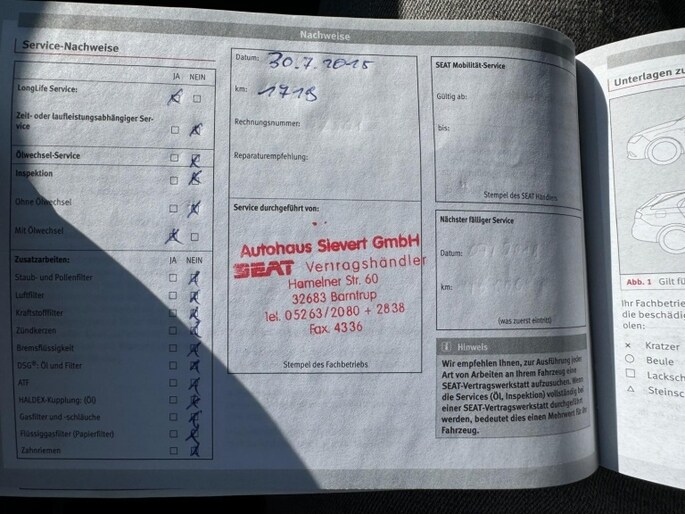 Nachweise
Service-Nachweise
JA NEIN
LongLife Service:
Zeit- oder laufleistungsabhängiger Ser-
vice
Ölwechsel-Service
Inspektion
Ohne Ölwechsel
Mit Ölwechsel
Zusatzarbeiten: JA NEIN
Staub- und Pollenfilter
Luftfilter
Kraftstofffilter
Zündkerzen
Bremsflüssigkeit
DSG®: Öl und Filter
ATF
HALDEX-Kupplung: (Öl)
Gasfilter und -schläuche
Flüssiggasfilter (Papierfilter)
Zahnriemen
Datum: 30.7.2015
km: 1719
Rechnungsnummer:
Reparaturempfehlung:
Service durchgeführt von:
Autohaus Sievert GmbH
SEAT Vertragshändler
Hamelner Str. 60
32683 Barntrup
Tel. 05263/2080 + 2838
Fax. 4336
Stempel des Fachbetriebs
SEAT Mobilität-Service
Gültig ab:
bis:
Stempel des SEAT Händlers
Nächster fälliger Service
Datum:
km:
(was zuerst eintritt)
i Hinweis
Wir empfehlen Ihnen, zur Ausführung jeder
Art von Arbeiten an Ihrem Fahrzeug eine
SEAT-Vertragswerkstatt aufzusuchen. Wenn
die Services (Öl, Inspektion) vollständig bei
einer SEAT-Vertragswerkstatt durchgeführt
werden, bedeutet dies einen Mehrwert für Ihr
Fahrzeug.
Unterlagen zu
Abb. 1 Gilt fü
Ihr Fachbetrie
die beschädig
olen:
× Kratzer
○ Beule
□ Lacksch
△ Steinsc